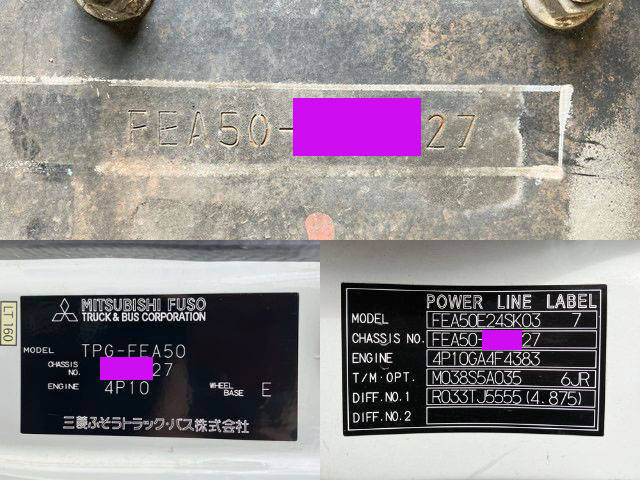 FEA50- 27
LT 160
MITSUBISHI FUSO
TRUCK & BUS CORPORATION
MODEL TPG-FEA50
CHASSIS NO. 27
ENGINE 4P10 WHEEL BASE E
三菱ふそうトラック・バス株式会社
POWER LINE LABEL
MODEL FEA50E24SK03 7
CHASSIS NO. FEA50- 27
ENGINE 4P10GA4F4383
T/M.OPT. M038S5A035 6JR
DIFF.NO.1 R033TJ5555(4.875)
DIFF.NO.2